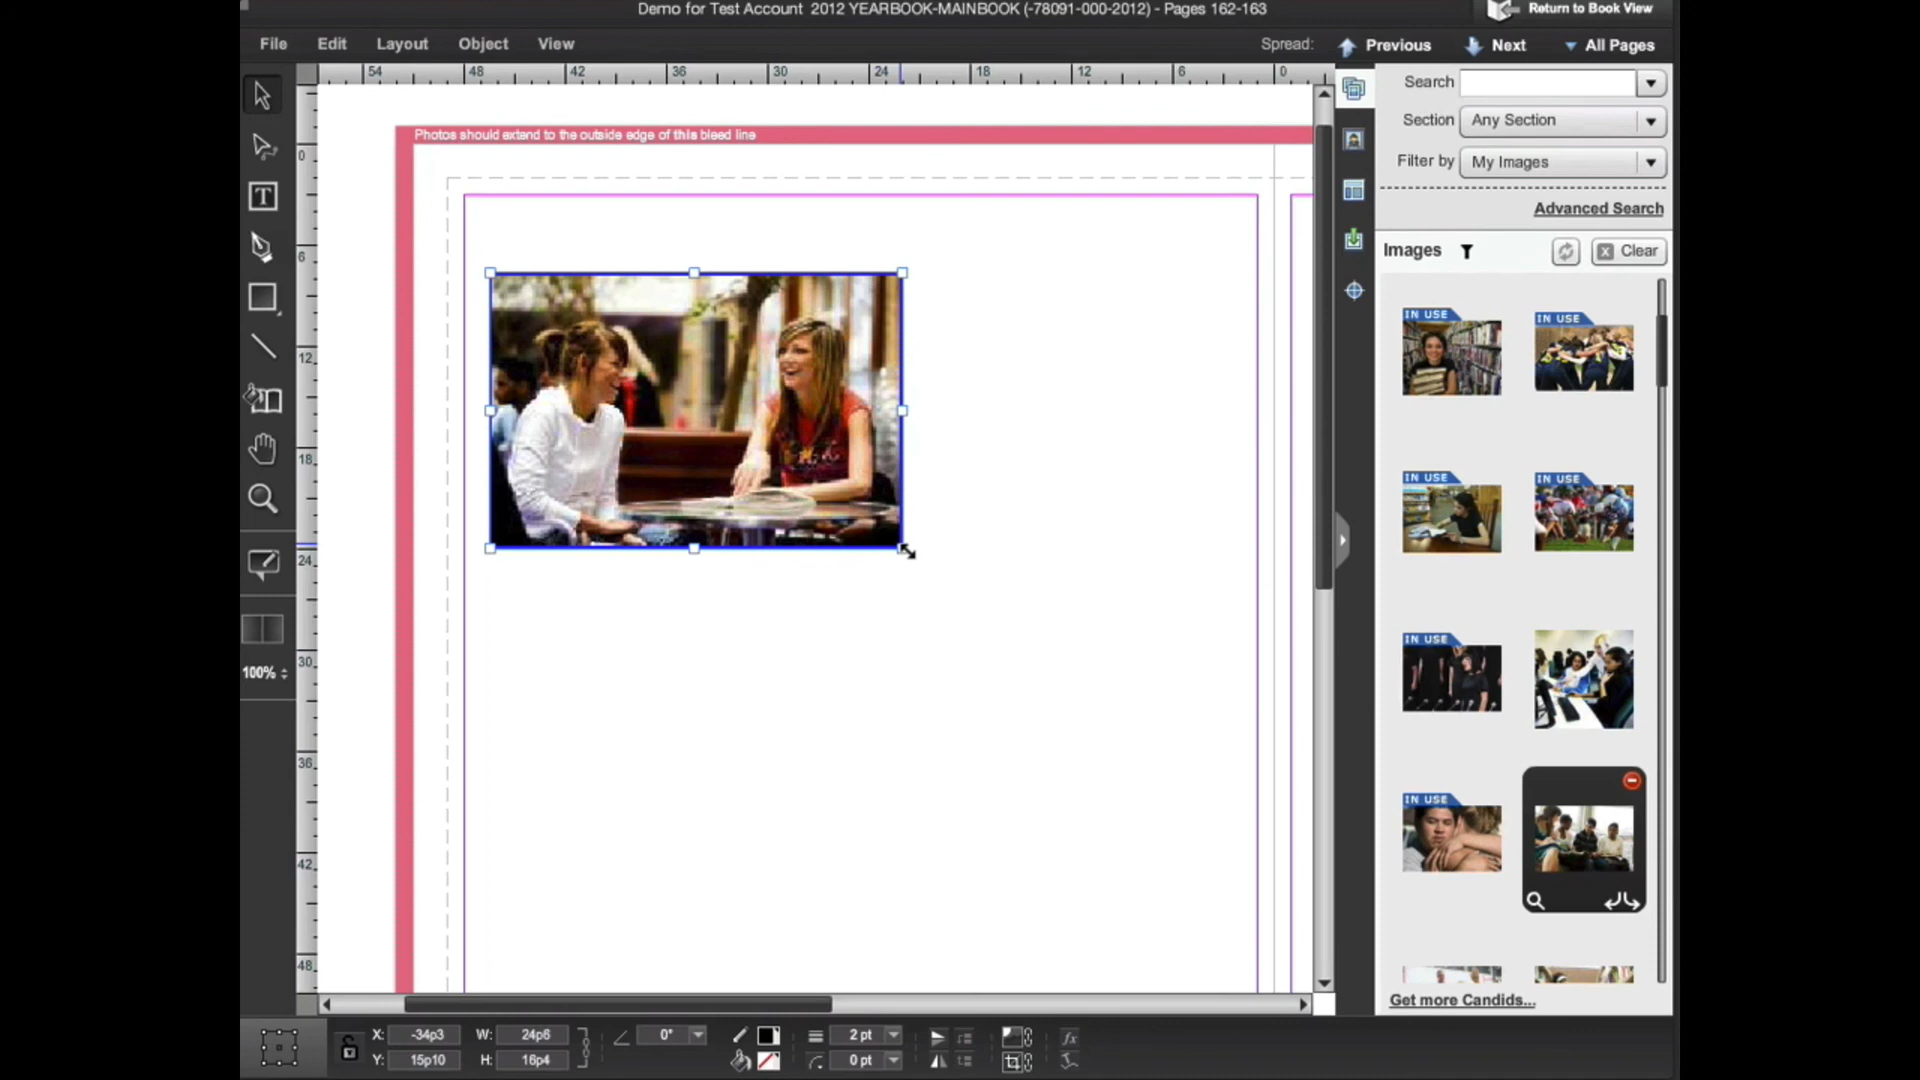 Demo for Test Account 2012 YEARBOOK-MAINBOOK (-78091-000-2012) - Pages 162-163
Return to Book View
File Edit Layout Object View
Spread: Previous Next All Pages
54 48 42 36 30 24 18 12 6 0
Search
Section Any Section
Filter by My Images
Advanced Search
Images Clear
Photos should extend to the outside edge of this bleed line
0
6
12
18
24
30
36
42
48
T
100%
IN USE IN USE
IN USE IN USE
IN USE
IN USE
Get more Candids...
X: -34p3 W: 24p6 0° 2 pt fx
Y: 15p10 H: 16p4 0 pt